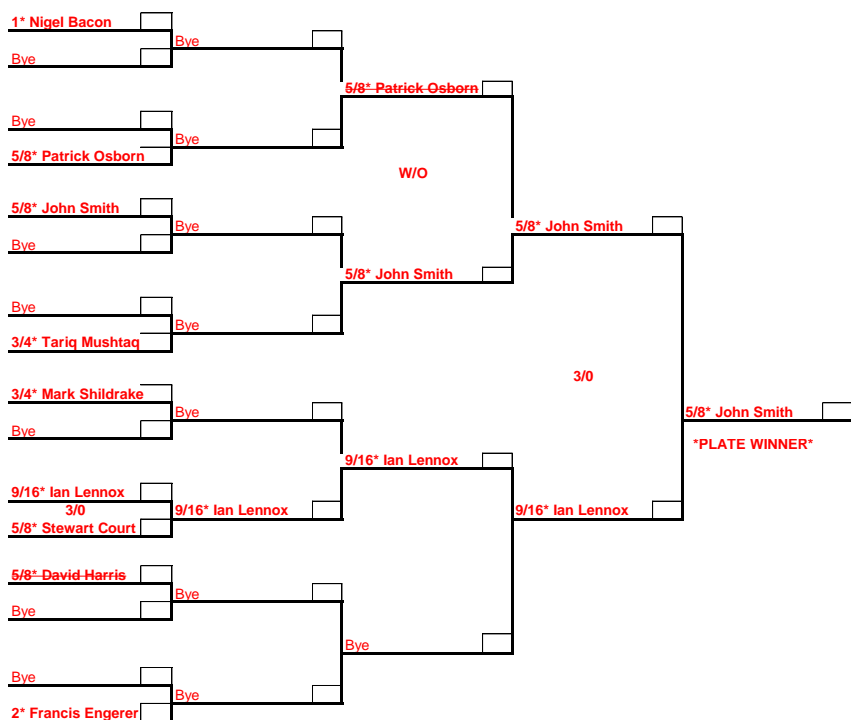 1* Nigel Bacon
Bye
Bye
Bye
5/8* Patrick Osborn
Bye
5/8* Patrick Osborn
W/O
5/8* John Smith
Bye
Bye
5/8* John Smith
5/8* John Smith
Bye
3/4* Tariq Mushtaq
Bye
3/0
3/4* Mark Shildrake
Bye
Bye
5/8* John Smith
*PLATE WINNER*
9/16* Ian Lennox
9/16* Ian Lennox
3/0
9/16* Ian Lennox
9/16* Ian Lennox
5/8* Stewart Court
5/8* David Harris
Bye
Bye
Bye
Bye
Bye
2* Francis Engerer